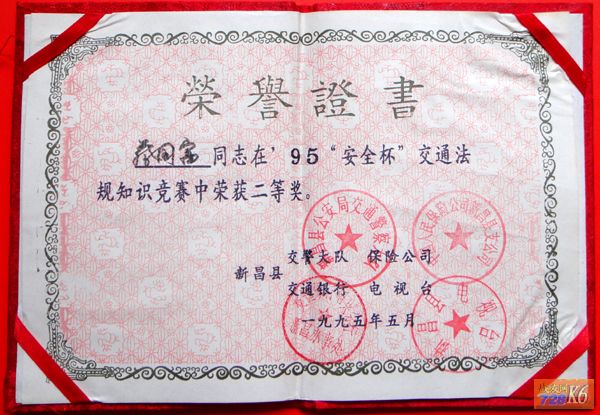 榮譽證書
同志在'95“安全杯”交通法
规知识竞赛中荣获二等奖。
交警大队 保险公司
新昌县
交通银行 电视台
一九九五年五月
728K6